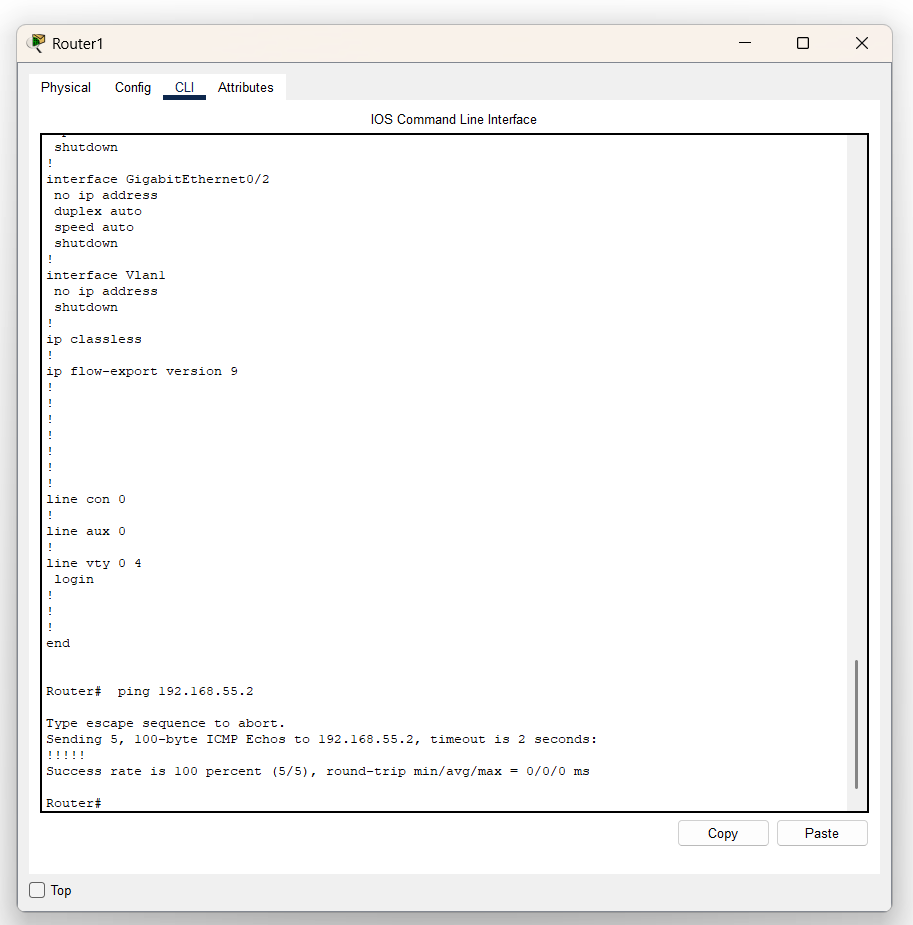 Router1
Physical Config CLI Attributes
IOS Command Line Interface
 shutdown
!
interface GigabitEthernet0/2
 no ip address
 duplex auto
 speed auto
 shutdown
!
interface Vlan1
 no ip address
 shutdown
!
ip classless
!
ip flow-export version 9
!
!
!
!
!
!
!
line con 0
!
line aux 0
!
line vty 0 4
 login
!
!
!
end
Router#  ping 192.168.55.2
Type escape sequence to abort.
Sending 5, 100-byte ICMP Echos to 192.168.55.2, timeout is 2 seconds:
!!!!!
Success rate is 100 percent (5/5), round-trip min/avg/max = 0/0/0 ms
Router#
Copy Paste
Top